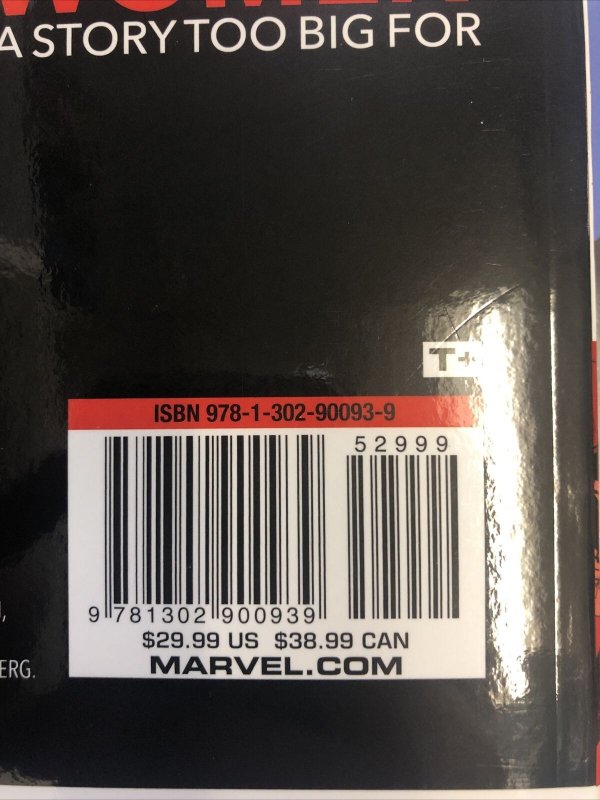 A STORY TOO BIG FOR
T+
ISBN 978-1-302-90093-9
52999
9 781302 900939
$29.99 US $38.99 CAN
MARVEL.COM
ERG.